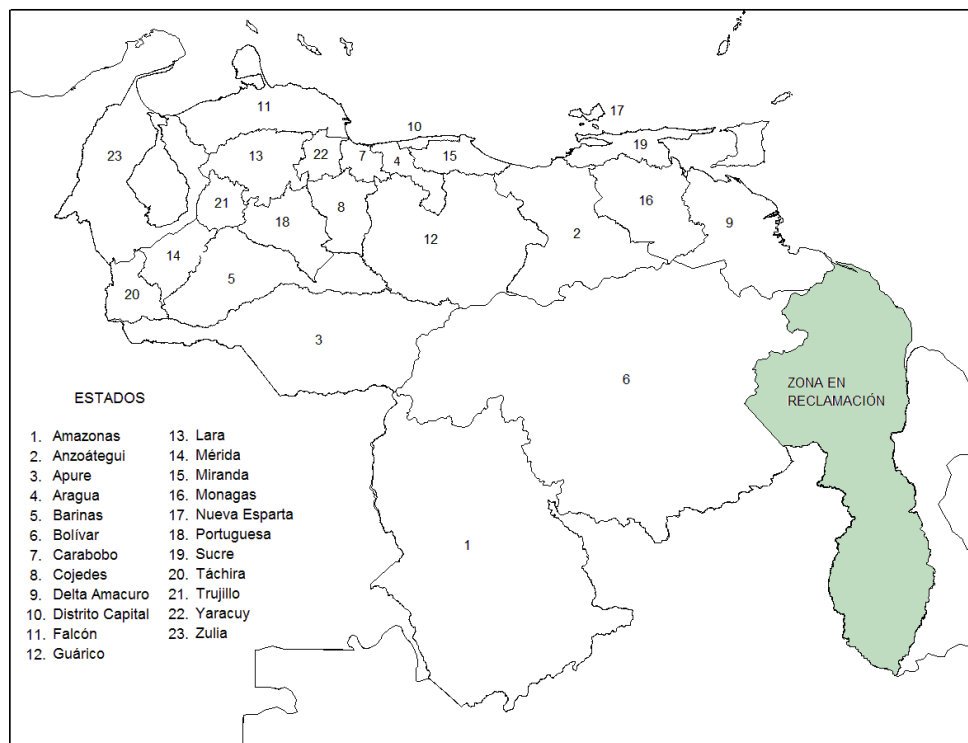 11
10
17
23
13
22
7
4
15
19
21
18
8
12
2
16
9
14
5
20
3
6
1
ZONA EN
RECLAMACIÓN
ESTADOS
1. Amazonas
2. Anzoátegui
3. Apure
4. Aragua
5. Barinas
6. Bolívar
7. Carabobo
8. Cojedes
9. Delta Amacuro
10. Distrito Capital
11. Falcón
12. Guárico
13. Lara
14. Mérida
15. Miranda
16. Monagas
17. Nueva Esparta
18. Portuguesa
19. Sucre
20. Táchira
21. Trujillo
22. Yaracuy
23. Zulia